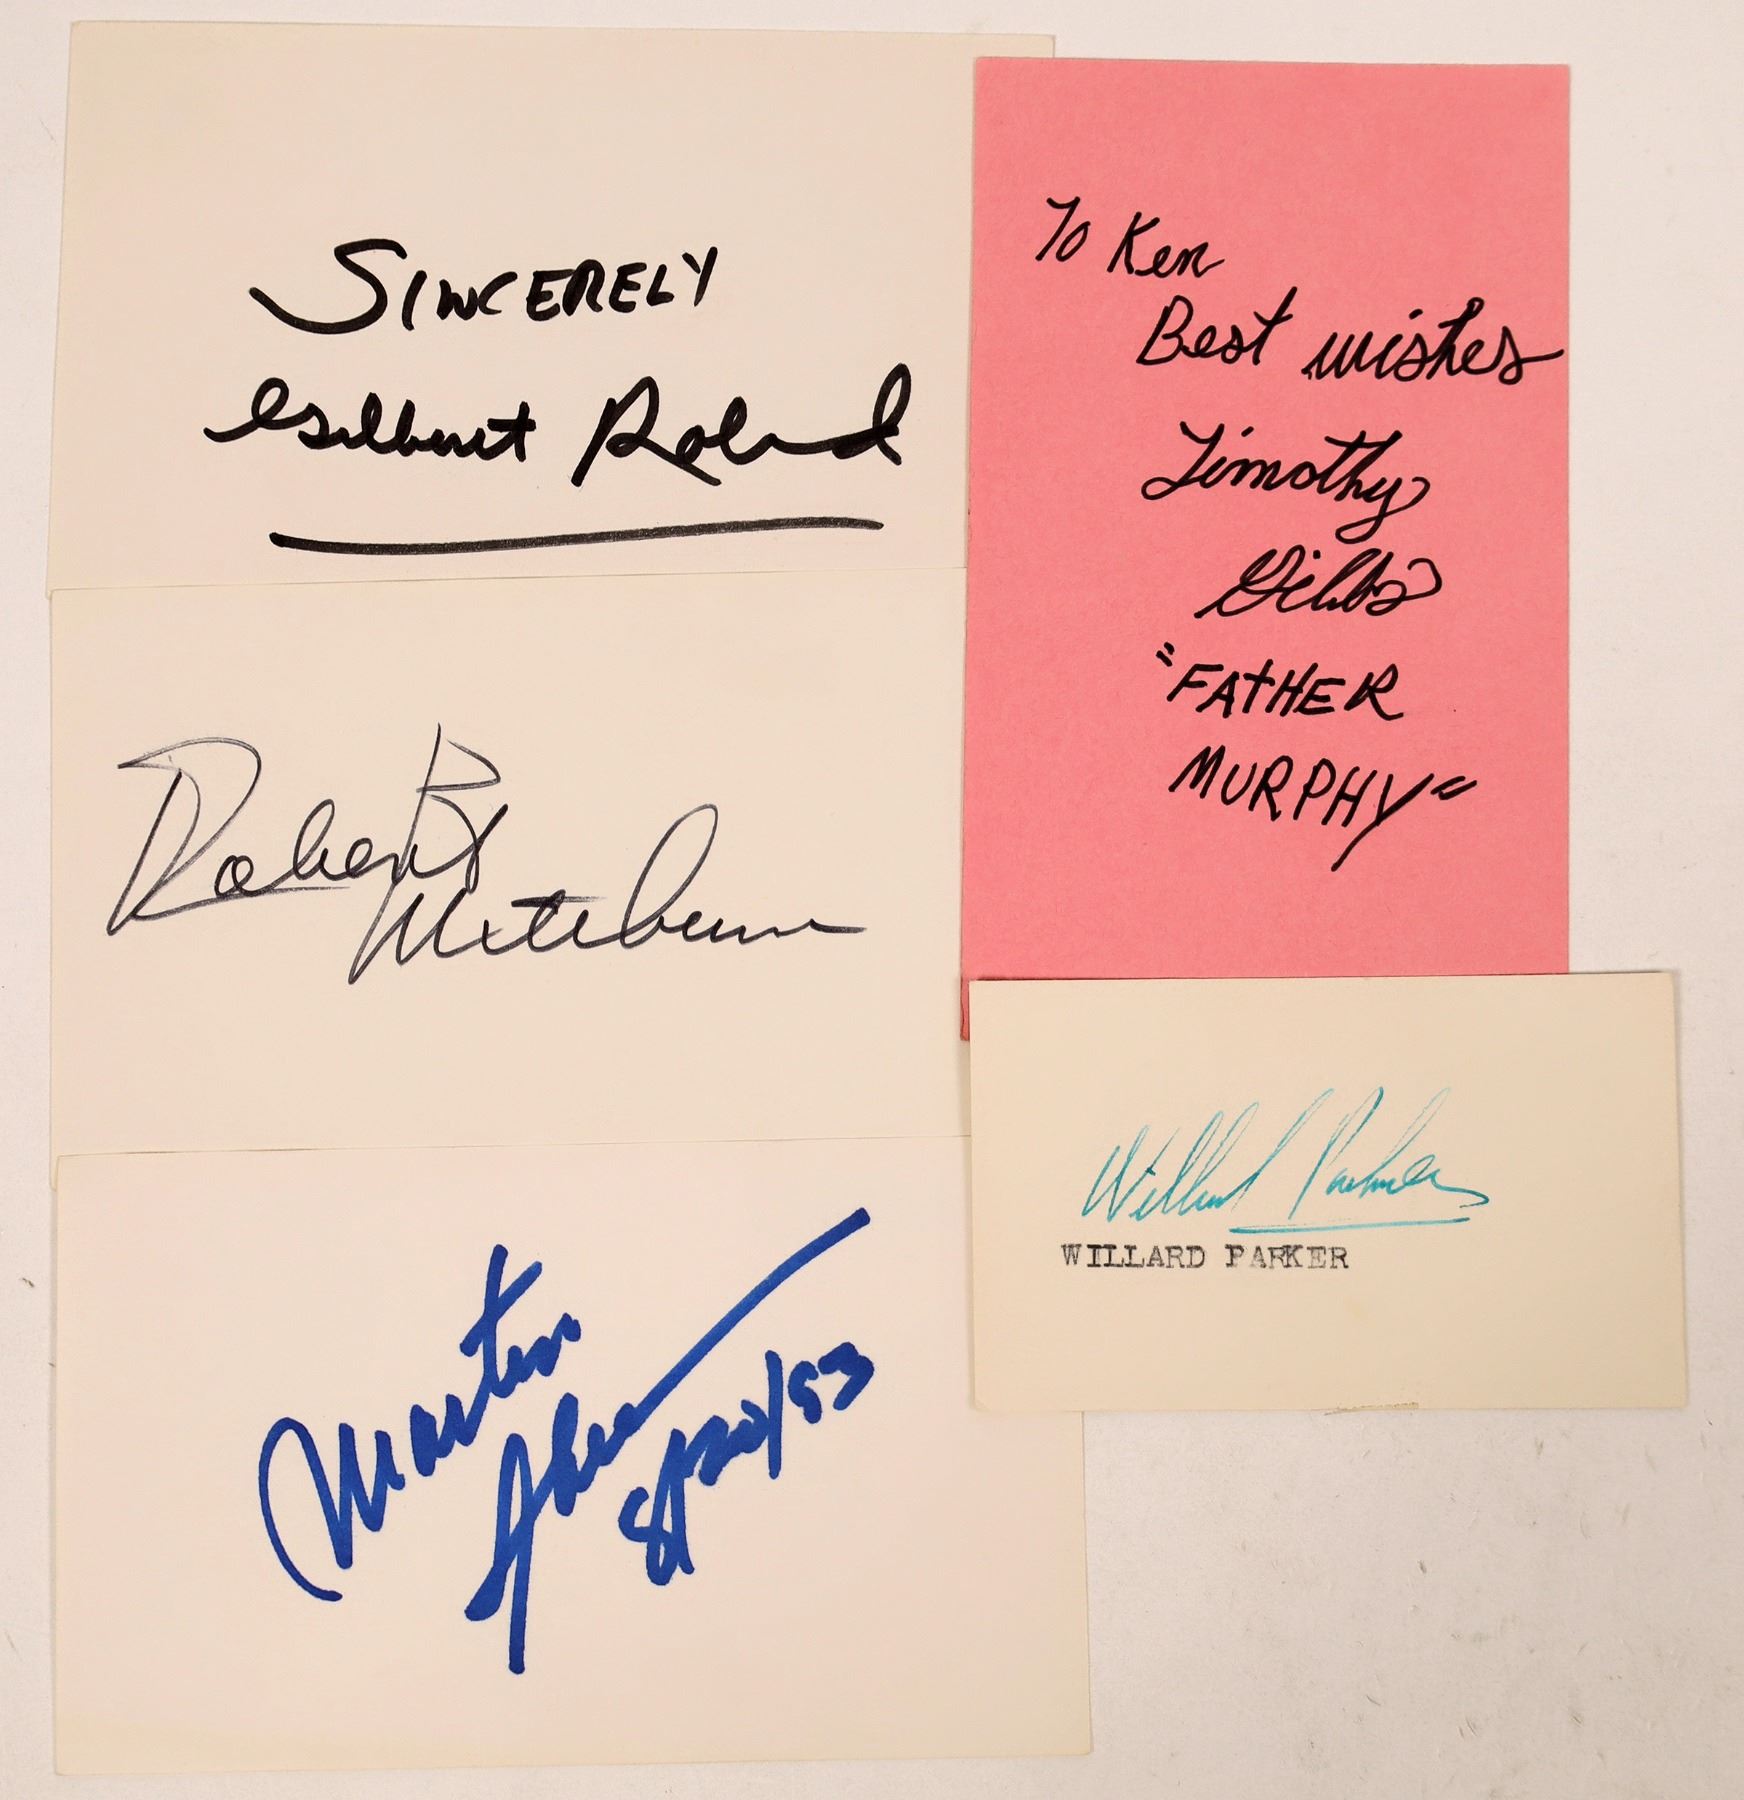 SINCERELY
Gilbert Roland
Robert
Mitchum
Martin
Sheen
8/20/83
To Ken
Best wishes
Timothy
Gibbs
"FATHER
MURPHY"
Willard Parker
WILLARD PARKER